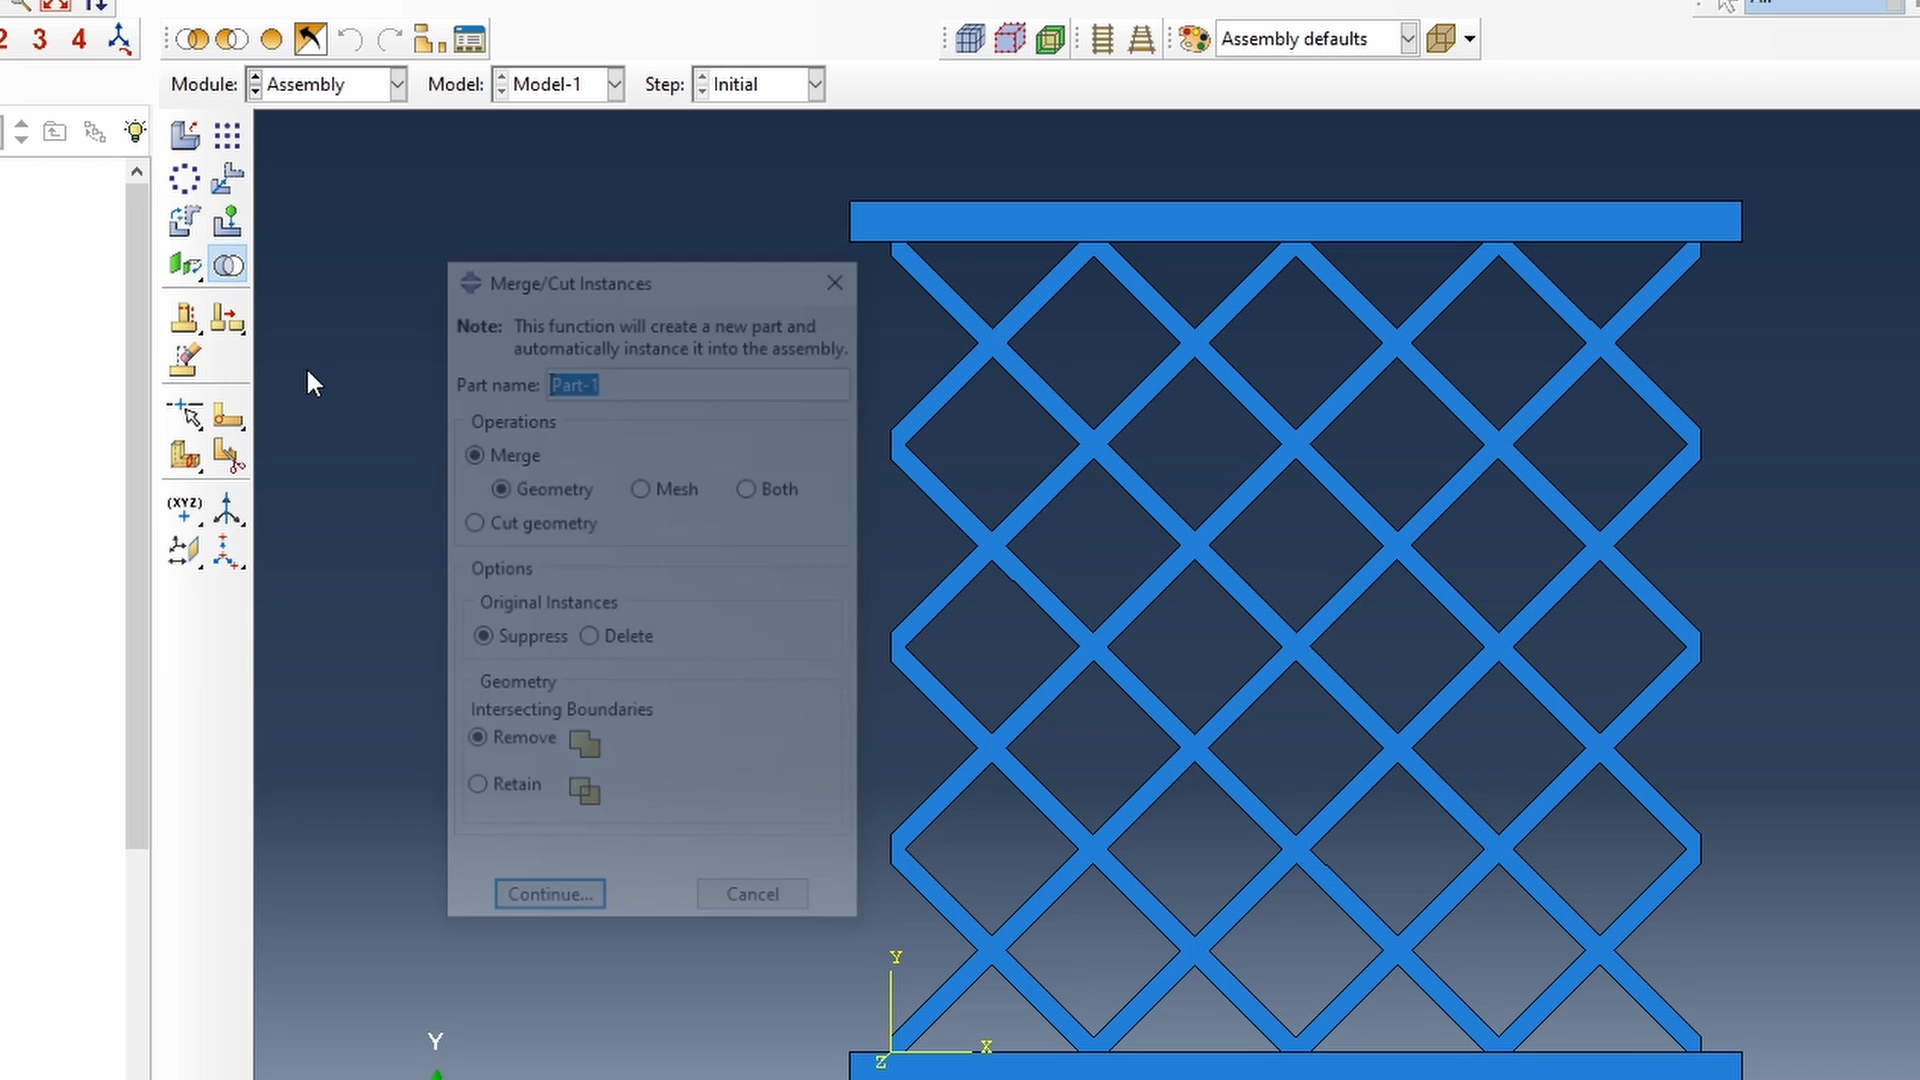 2 3 4
Assembly defaults
Module: Assembly Model: Model-1 Step: Initial
Merge/Cut Instances
Note: This function will create a new part and
automatically instance it into the assembly.
Part name: Part-1
Operations
Merge
Geometry Mesh Both
Cut geometry
Options
Original Instances
Suppress Delete
Geometry
Intersecting Boundaries
Remove
Retain
Continue... Cancel
(XYZ)
Y
X
Z
Y